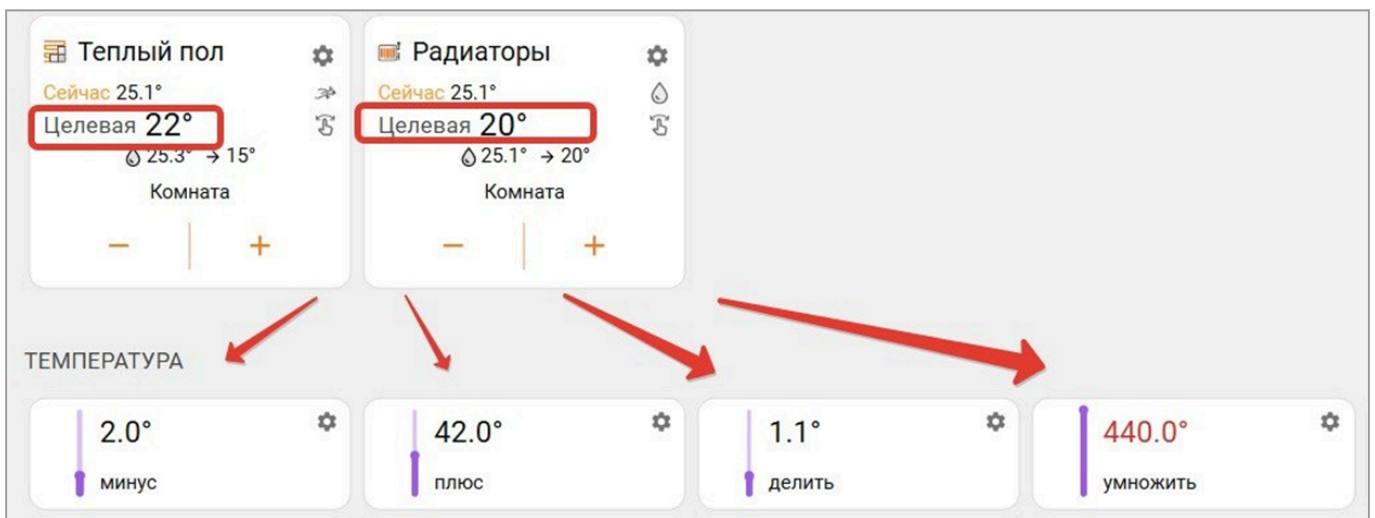 Теплый пол
Сейчас 25.1°
Целевая 22°
25.3° → 15°
Комната
− +
Радиаторы
Сейчас 25.1°
Целевая 20°
25.1° → 20°
Комната
− +
ТЕМПЕРАТУРА
2.0°
минус
42.0°
плюс
1.1°
делить
440.0°
умножить